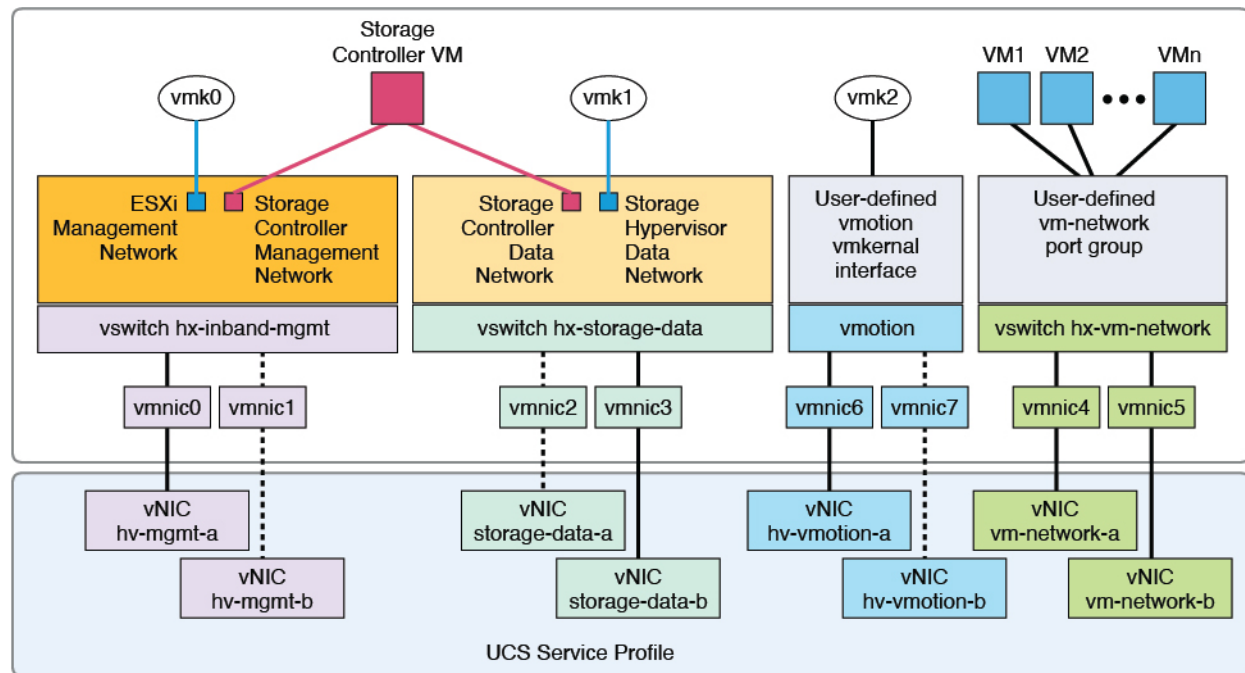 Storage
Controller VM
VM1
VM2
VMn
vmk0
vmk1
vmk2
ESXi
Management
Network
Storage
Controller
Management
Network
Storage
Controller
Data
Network
Storage
Hypervisor
Data
Network
User-defined
vmotion
vmkernal
interface
User-defined
vm-network
port group
vswitch hx-inband-mgmt
vswitch hx-storage-data
vmotion
vswitch hx-vm-network
vmnic0
vmnic1
vmnic2
vmnic3
vmnic6
vmnic7
vmnic4
vmnic5
vNIC
hv-mgmt-a
vNIC
storage-data-a
vNIC
hv-vmotion-a
vNIC
vm-network-a
vNIC
hv-mgmt-b
vNIC
storage-data-b
vNIC
hv-vmotion-b
vNIC
vm-network-b
UCS Service Profile